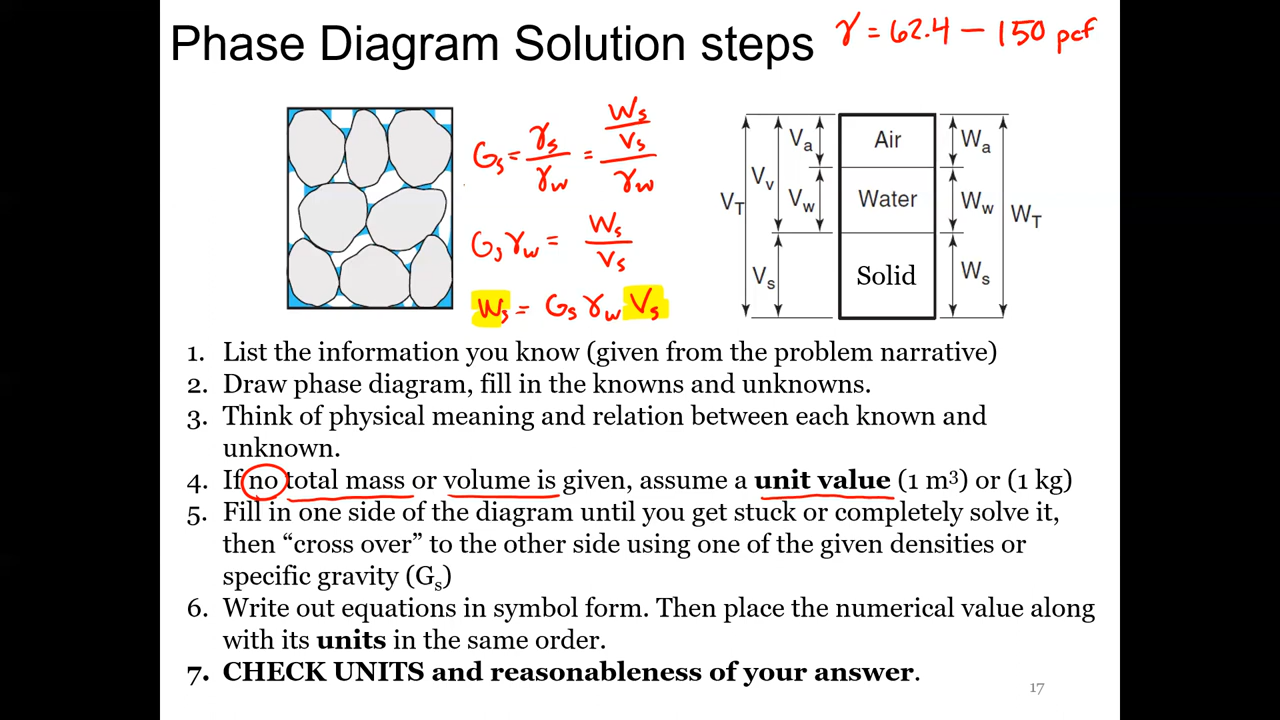 Phase Diagram Solution steps
γ = 62.4 – 150 pcf
Gs = γs/γw = (Ws/Vs)/γw
Gs γw = Ws/Vs
Ws = Gs γw Vs
VT
Vv
Va
Vw
Vs
Air
Water
Solid
Wa
Ww
Ws
WT
1. List the information you know (given from the problem narrative)
2. Draw phase diagram, fill in the knowns and unknowns.
3. Think of physical meaning and relation between each known and
unknown.
4. If no total mass or volume is given, assume a unit value (1 m³) or (1 kg)
5. Fill in one side of the diagram until you get stuck or completely solve it,
then “cross over” to the other side using one of the given densities or
specific gravity (Gs)
6. Write out equations in symbol form. Then place the numerical value along
with its units in the same order.
7. CHECK UNITS and reasonableness of your answer.
17